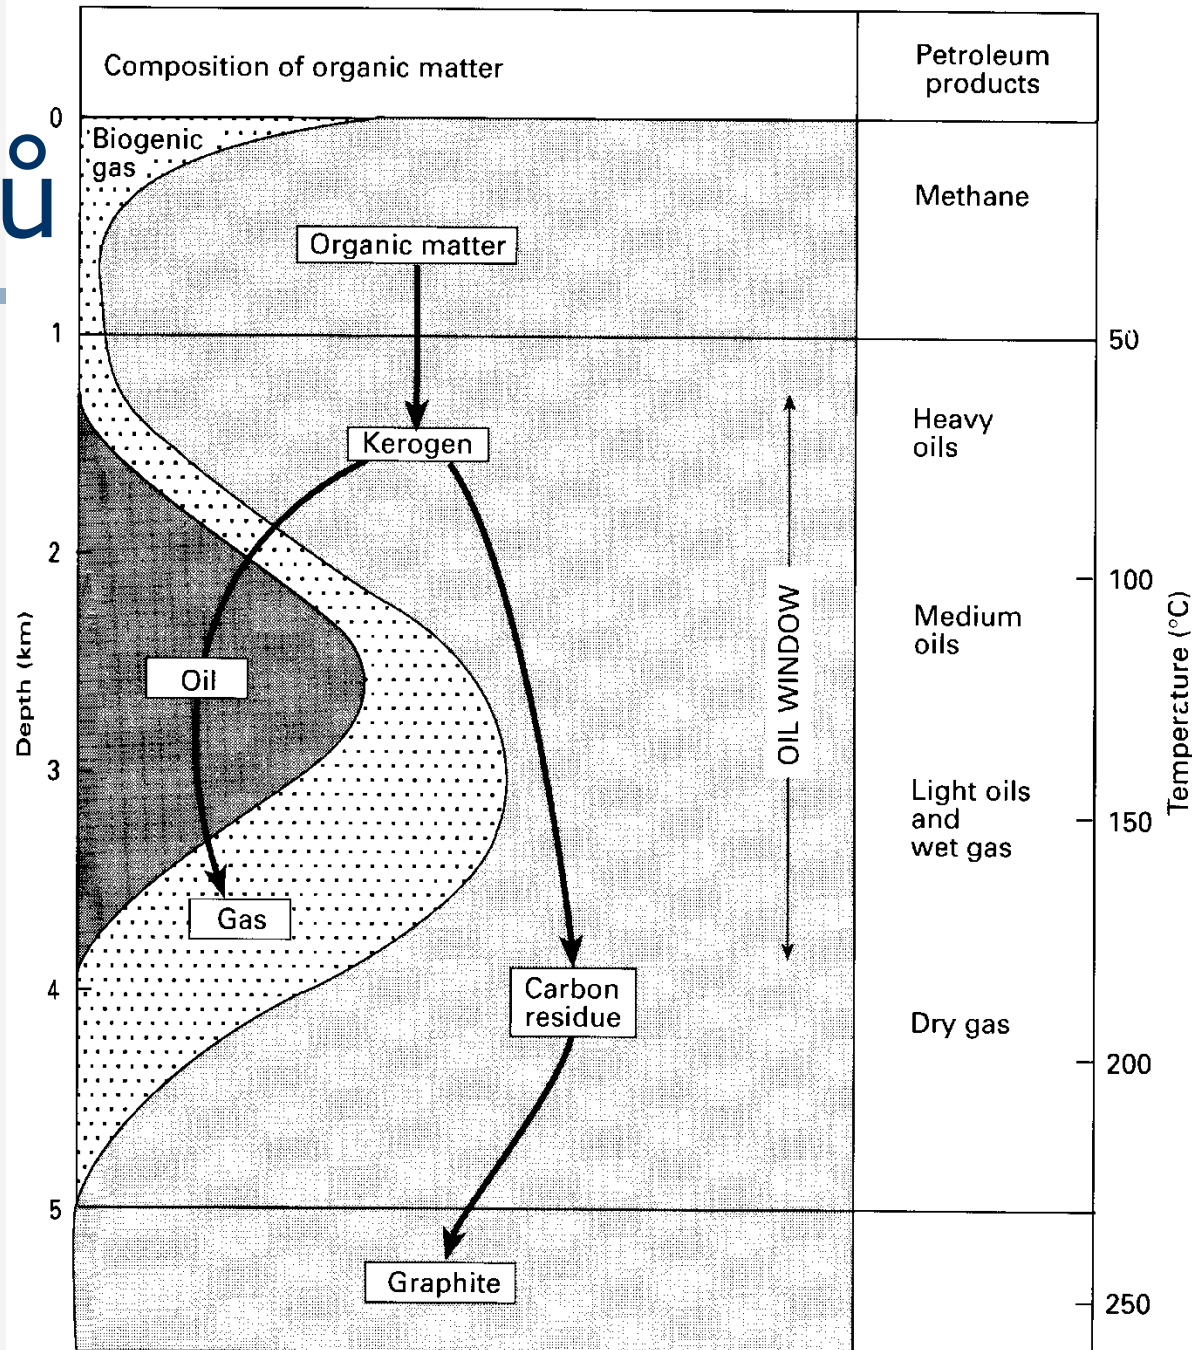 Composition of organic matter
Petroleum
products
0
Biogenic
gas
Methane
ů
Organic matter
1
50
Heavy
oils
Kerogen
2
100
Medium
oils
OIL WINDOW
Oil
Depth (km)
Temperature (°C)
3
Light oils
and
wet gas
150
Gas
4
Carbon
residue
Dry gas
200
5
Graphite
250